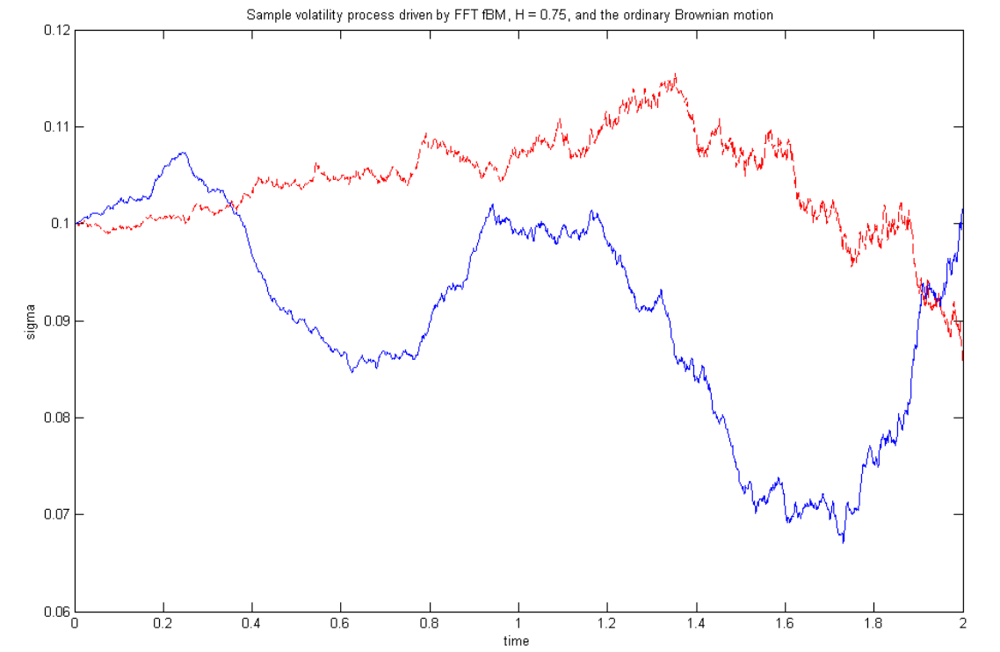 Sample volatility process driven by FFT fBM, H = 0.75, and the ordinary Brownian motion
0.12
0.11
0.1
0.09
0.08
0.07
0.06
sigma
0 0.2 0.4 0.6 0.8 1 1.2 1.4 1.6 1.8 2
time